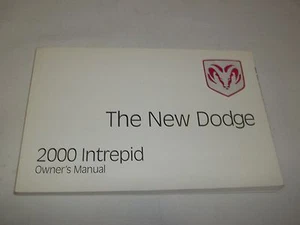 The New Dodge
2000 Intrepid
Owner's Manual